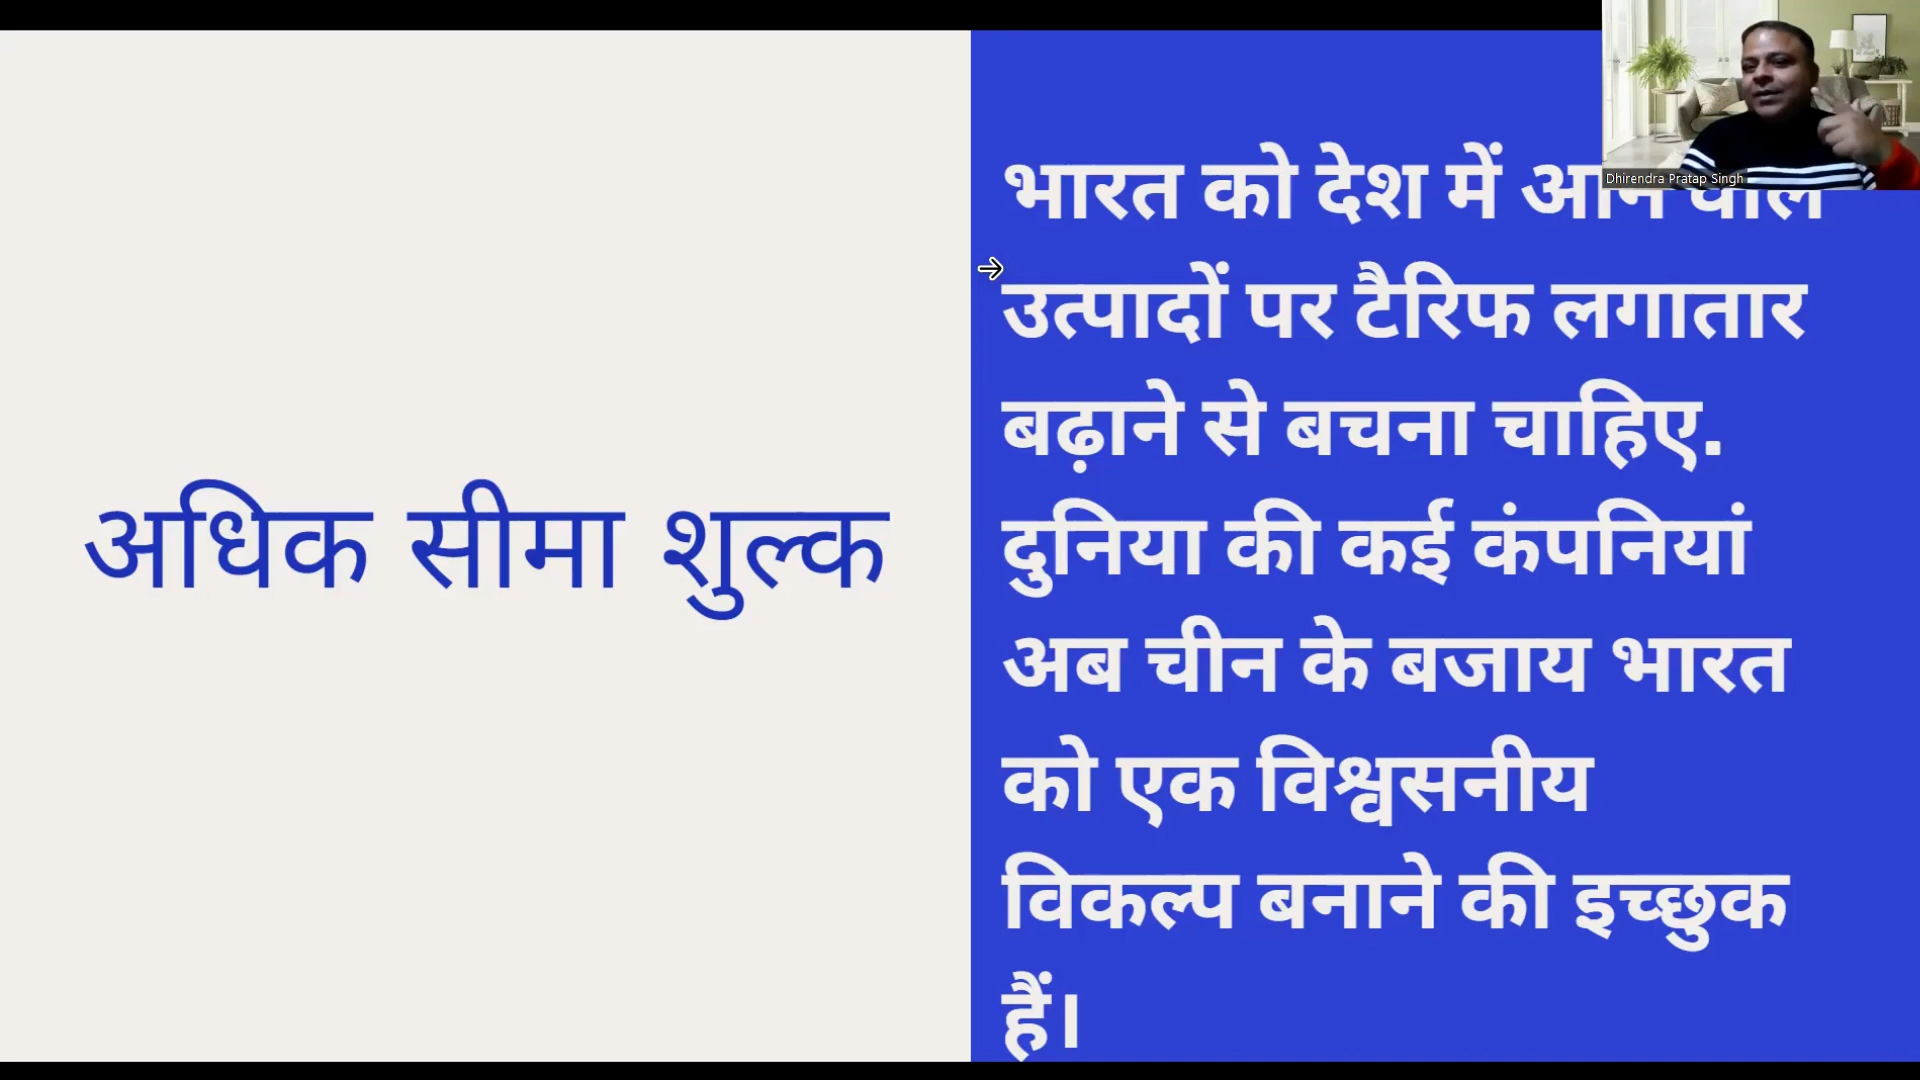 अधिक सीमा शुल्क
भारत को देश में
उत्पादों पर टैरिफ लगातार
बढ़ाने से बचना चाहिए.
दुनिया की कई कंपनियां
अब चीन के बजाय भारत
को एक विश्वसनीय
विकल्प बनाने की इच्छुक
हैं।
Dhirendra Pratap Singh